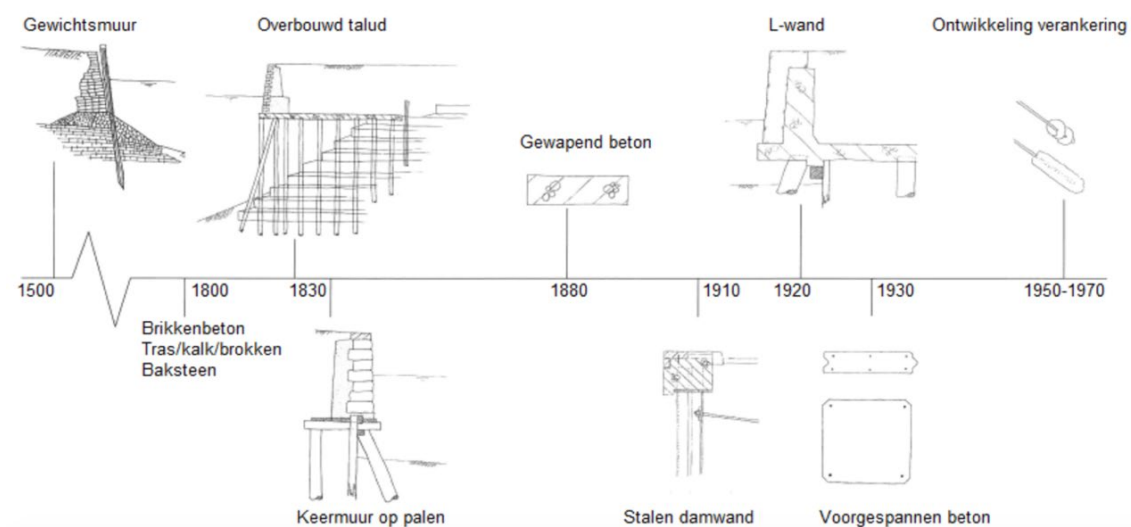 Gewichtsmuur
Overbouwd talud
L-wand
Ontwikkeling verankering
Gewapend beton
1500
1800
1830
1880
1910
1920
1930
1950-1970
Brikkenbeton
Tras/kalk/brokken
Baksteen
Keermuur op palen
Stalen damwand
Voorgespannen beton